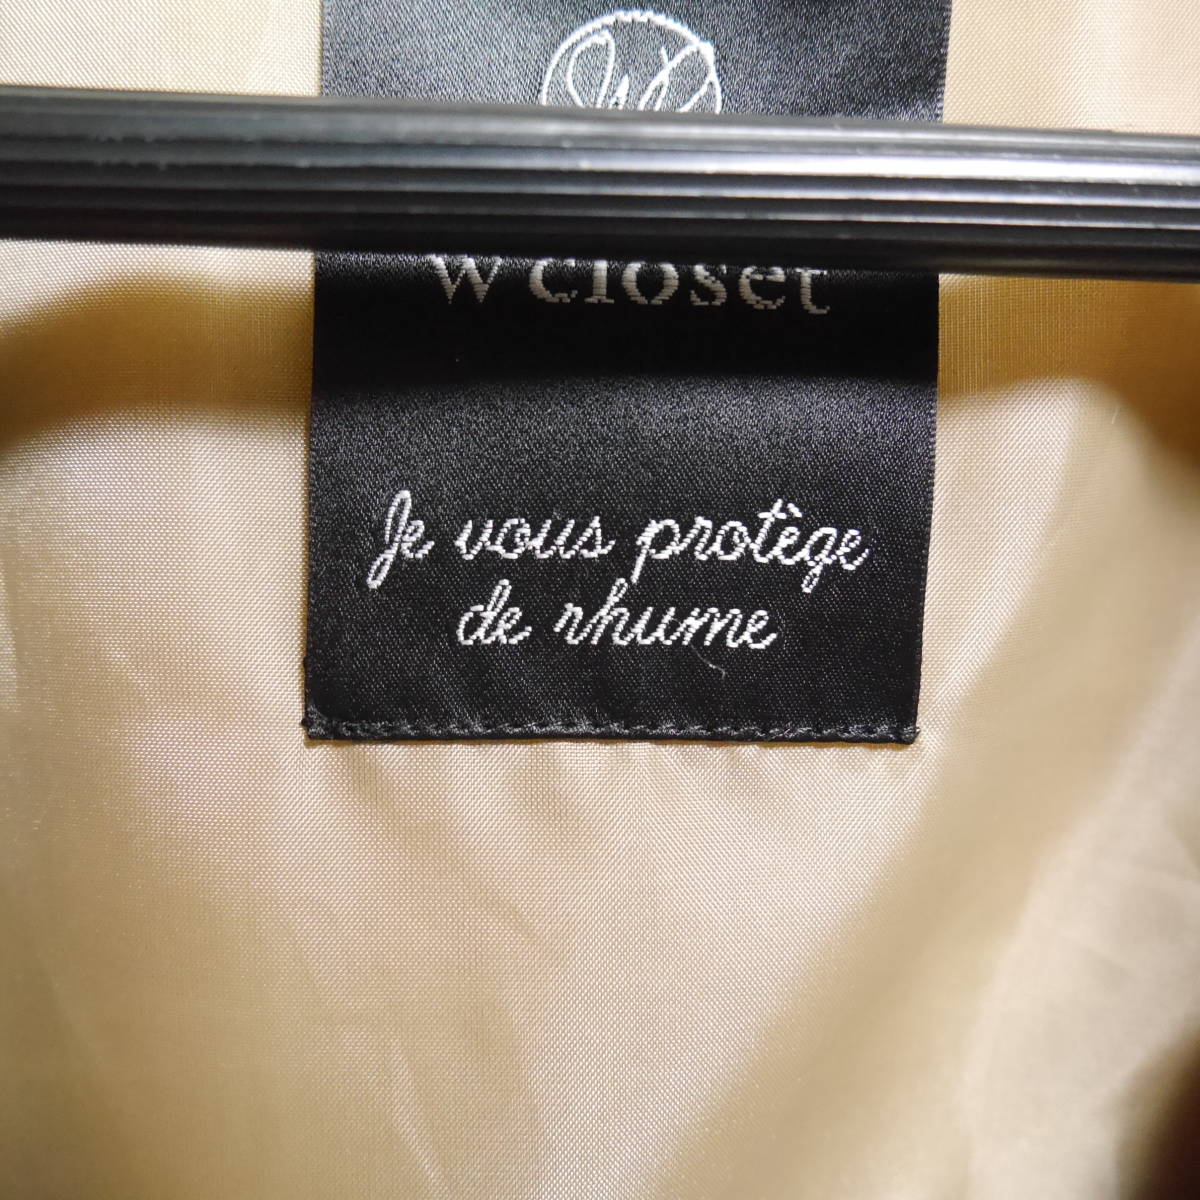 w closet
Je vous protège
de rhume